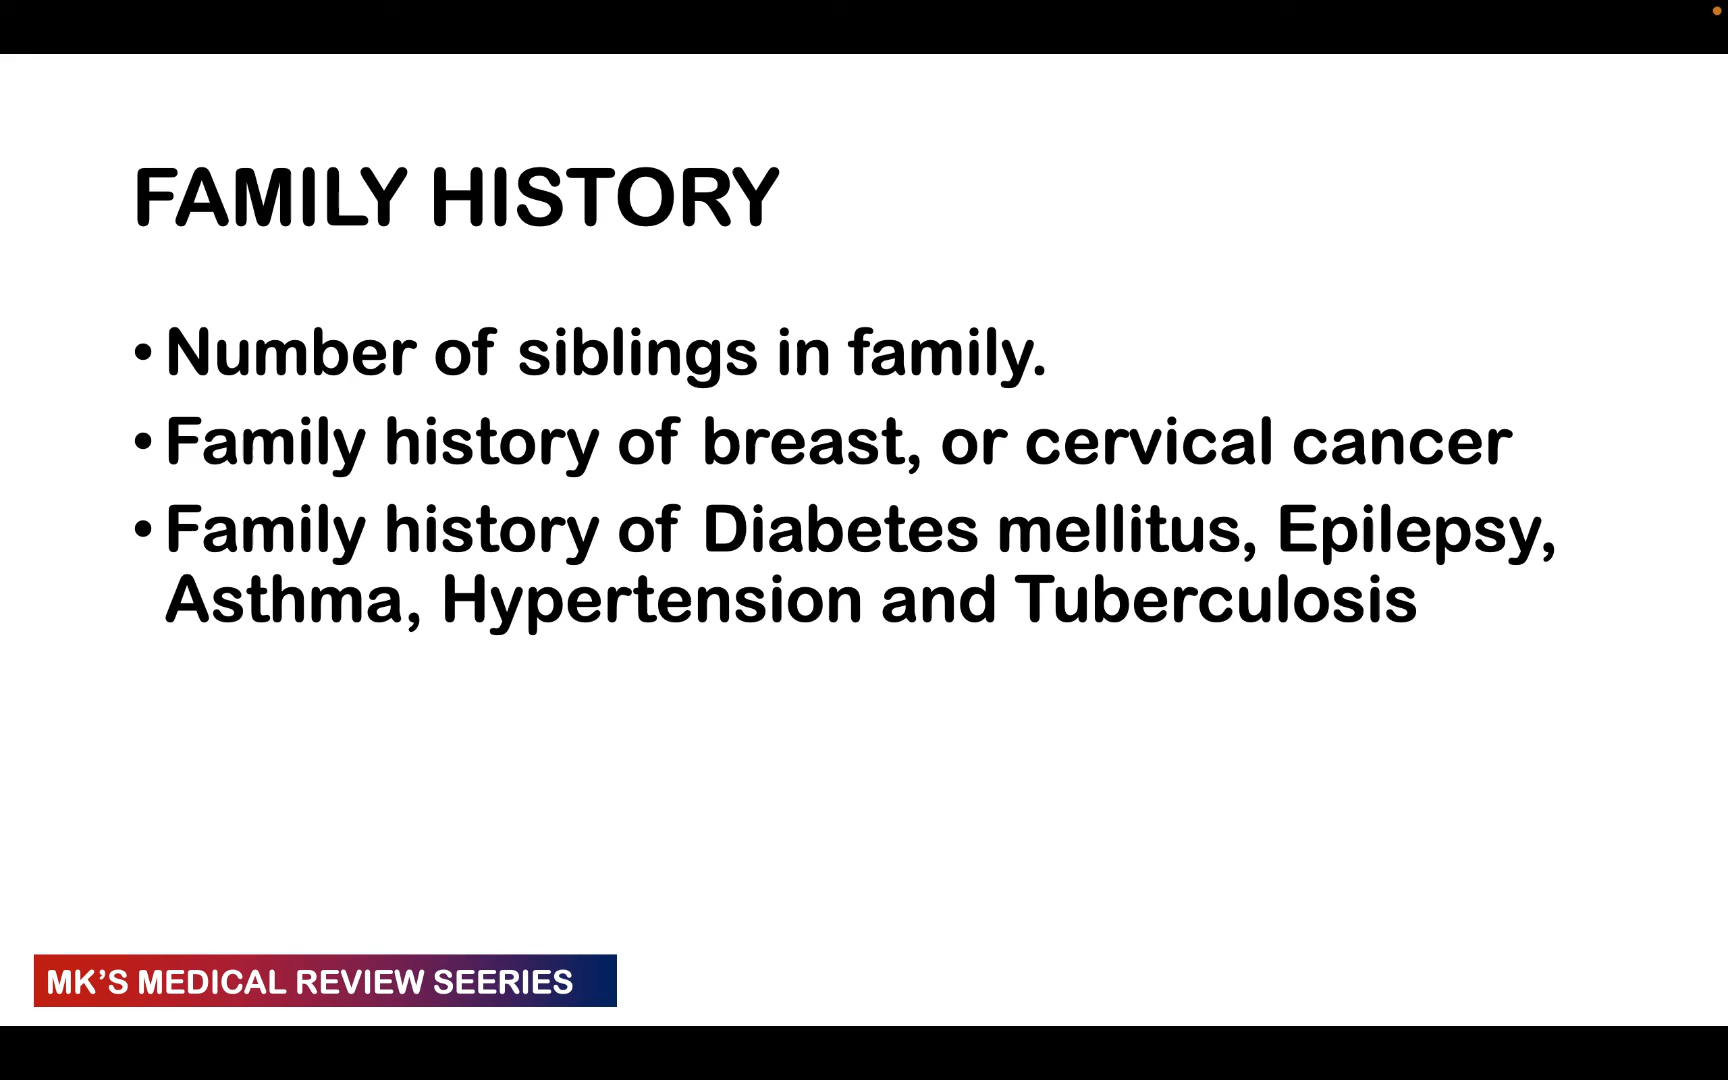 FAMILY HISTORY
• Number of siblings in family.
• Family history of breast, or cervical cancer
• Family history of Diabetes mellitus, Epilepsy,
Asthma, Hypertension and Tuberculosis
MK’S MEDICAL REVIEW SEERIES